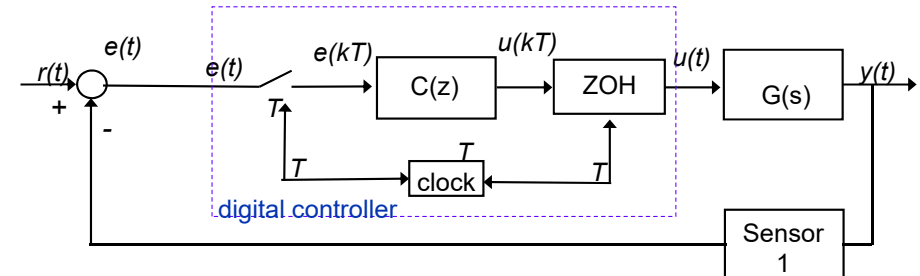 e(t)
r(t)
+
-
e(t)
e(kT)
u(kT)
u(t)
y(t)
C(z)
ZOH
G(s)
T
T
T
T
clock
digital controller
Sensor
1